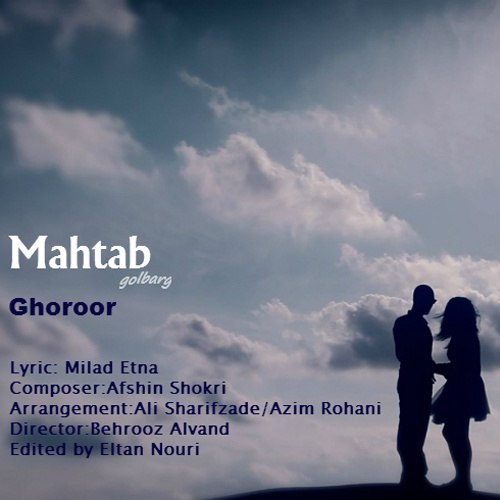 Mahtab
golbarg
Ghoroor
Lyric: Milad Etna
Composer:Afshin Shokri
Arrangement:Ali Sharifzade/Azim Rohani
Director:Behrooz Alvand
Edited by Eltan Nouri